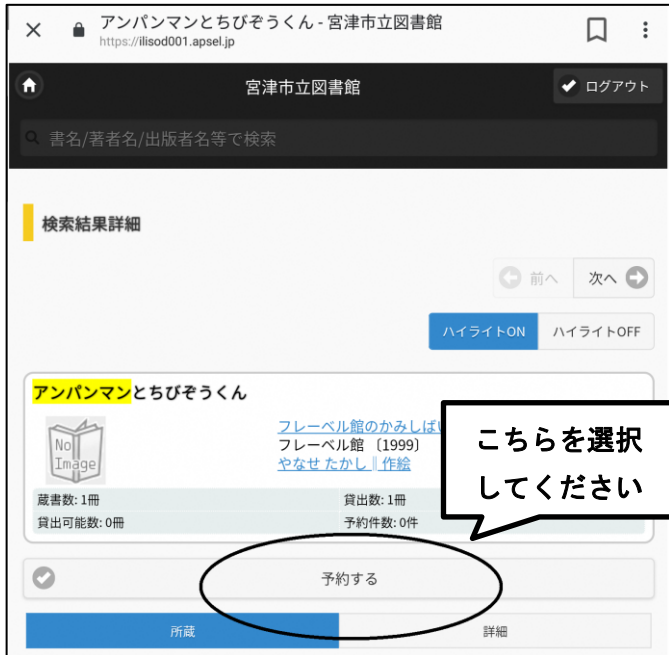 アンパンマンとちびぞうくん - 宮津市立図書館
https://ilisod001.apsel.jp
宮津市立図書館
ログアウト
書名/著者名/出版者名等で検索
検索結果詳細
前へ
次へ
ハイライトON
ハイライトOFF
アンパンマンとちびぞうくん
No
Image
フレーベル館のかみしばい
フレーベル館 〔1999〕
やなせ たかし∥作絵
こちらを選択
してください
蔵書数: 1冊
貸出数: 1冊
貸出可能数: 0冊
予約件数: 0件
予約する
所蔵
詳細